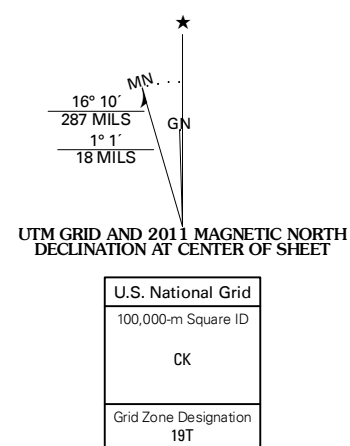 MN
16° 10´
287 MILS
GN
1° 1´
18 MILS
UTM GRID AND 2011 MAGNETIC NORTH
DECLINATION AT CENTER OF SHEET
U.S. National Grid
100,000-m Square ID
CK
Grid Zone Designation
19T